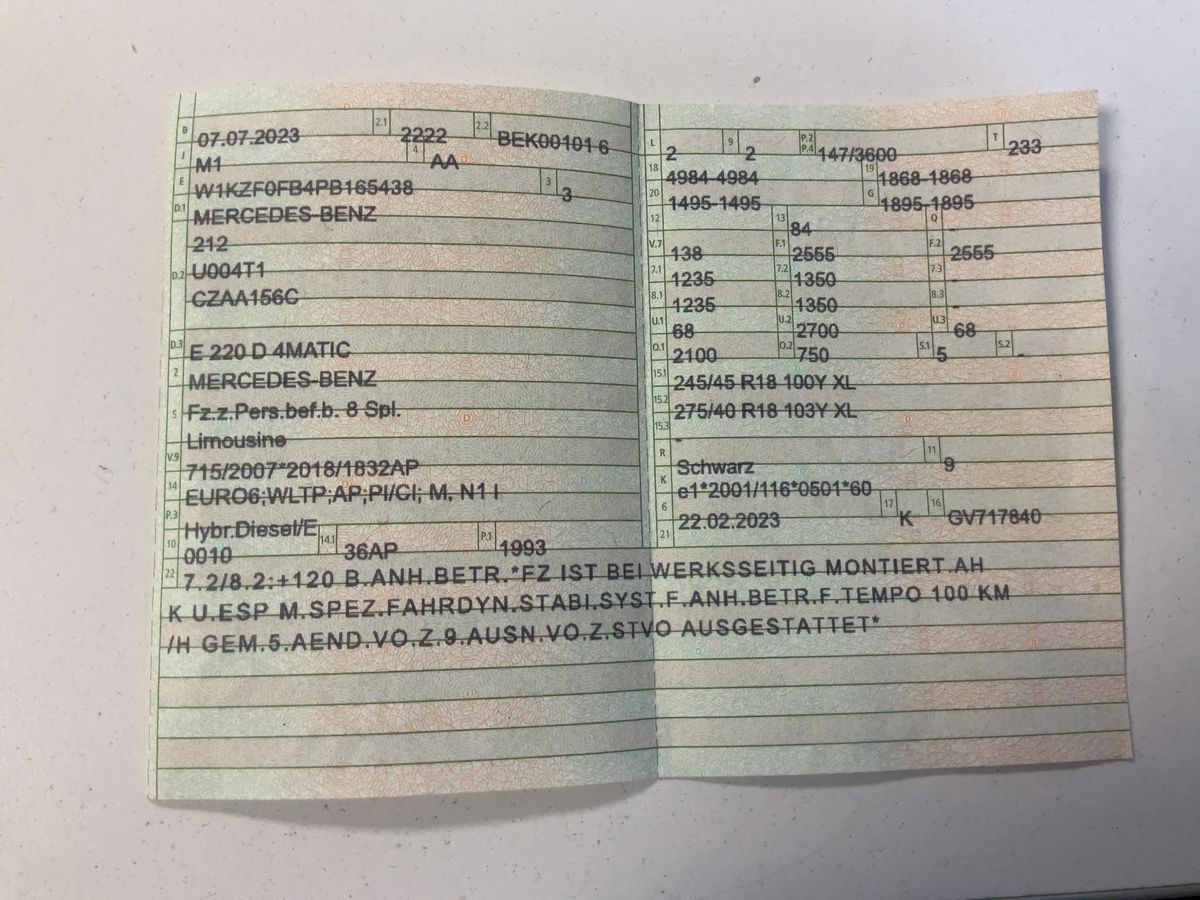 B 07.07.2023 2.1 2222 2.2 BEK00101 6
J M1 4 AA
E W1KZF0FB4PB165438 3 3
D.1 MERCEDES-BENZ
212
D.2 U004T1
CZAA156C
D.3 E 220 D 4MATIC
2 MERCEDES-BENZ
5 Fz.z.Pers.bef.b. 8 Spl.
Limousine
V.9 715/2007*2018/1832AP
14 EURO6;WLTP;AP;PI/CI; M, N1 I
P.3 Hybr.Diesel/E
10 0010 14.1 36AP P.1 1993
L 2 9 2 P.2 P.4 147/3600 T 233
18 4984-4984 19 1868-1868
20 1495-1495 G 1895-1895
12 13 84 Q -
V.7 138 F.1 2555 F.2 2555
7.1 1235 7.2 1350 7.3 -
8.1 1235 8.2 1350 8.3 -
U.1 68 U.2 2700 U.3 68
O.1 2100 O.2 750 S.1 5 S.2 -
15.1 245/45 R18 100Y XL
15.2 275/40 R18 103Y XL
15.3 -
R Schwarz 11 9
K e1*2001/116*0501*60
6 22.02.2023 17 K 16 GV717840
21
22 7.2/8.2:+120 B.ANH.BETR.*FZ IST BEI WERKSSEITIG MONTIERT.AH
K U.ESP M.SPEZ.FAHRDYN.STABI.SYST.F.ANH.BETR.F.TEMPO 100 KM
/H GEM.5.AEND.VO.Z.9.AUSN.VO.Z.STVO AUSGESTATTET*